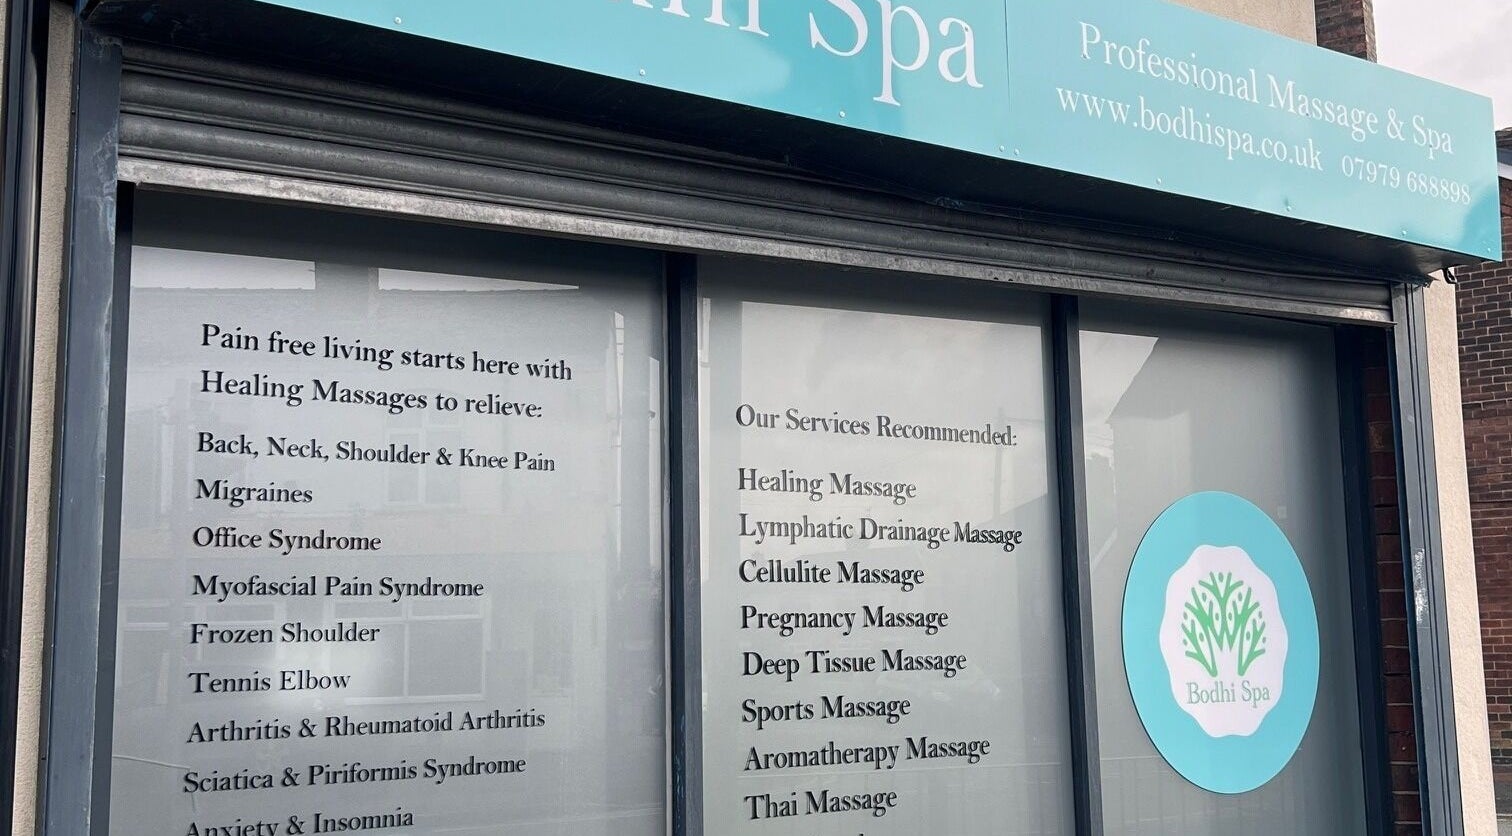 Spa
Professional Massage & Spa
www.bodhispa.co.uk 07979 688898
Pain free living starts here with
Healing Massages to relieve:
Back, Neck, Shoulder & Knee Pain
Migraines
Office Syndrome
Myofascial Pain Syndrome
Frozen Shoulder
Tennis Elbow
Arthritis & Rheumatoid Arthritis
Sciatica & Piriformis Syndrome
Anxiety & Insomnia
Our Services Recommended:
Healing Massage
Lymphatic Drainage Massage
Cellulite Massage
Pregnancy Massage
Deep Tissue Massage
Sports Massage
Aromatherapy Massage
Thai Massage
Bodhi Spa